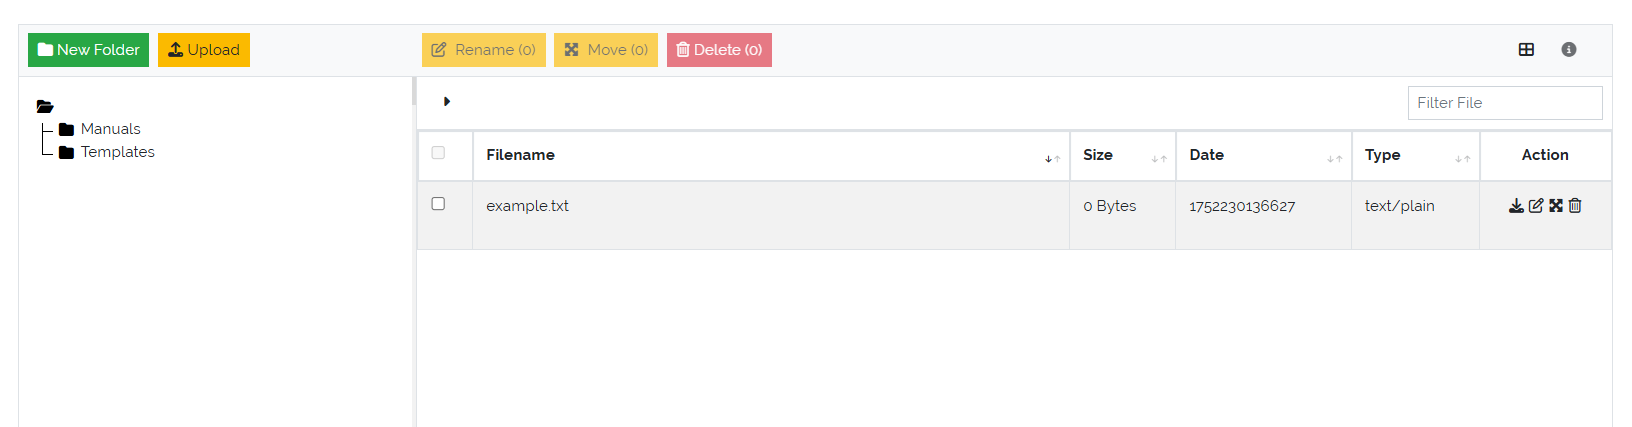 New Folder Upload Rename (0) Move (0) Delete (0)
Filter File
Manuals
Templates
Filename Size Date Type Action
example.txt 0 Bytes 1752230136627 text/plain